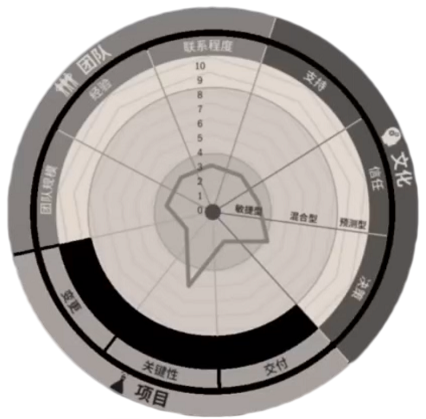 团队
文化
项目
联系程度
支持
信任
决策
交付
关键性
变更
团队规模
经验
10
9
8
7
6
5
4
3
2
1
0
敏捷型
混合型
预测型